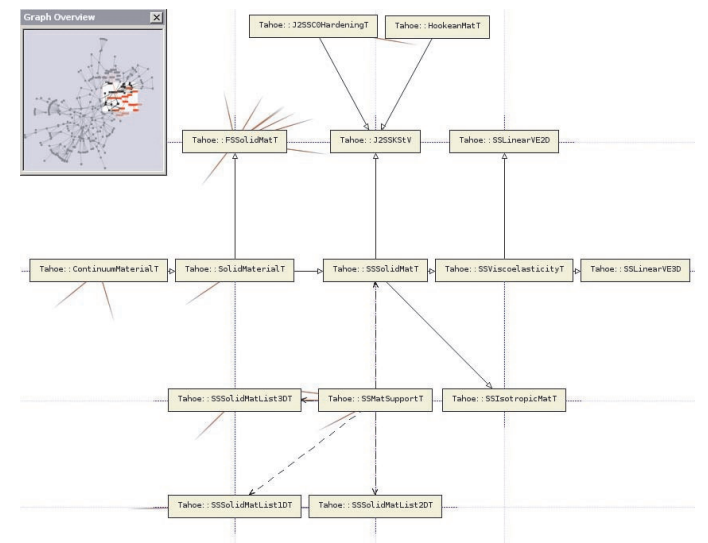 Graph Overview
Tahoe::J2SSC0HardeningT
Tahoe::HookeanMatT
Tahoe::FSSolidMatT
Tahoe::J2SSKStV
Tahoe::SSLinearVE2D
Tahoe::ContinuumMaterialT
Tahoe::SolidMaterialT
Tahoe::SSSolidMatT
Tahoe::SSViscoelasticityT
Tahoe::SSLinearVE3D
Tahoe::SSSolidMatList3DT
Tahoe::SSMatSupportT
Tahoe::SSIsotropicMatT
Tahoe::SSSolidMatList1DT
Tahoe::SSSolidMatList2DT